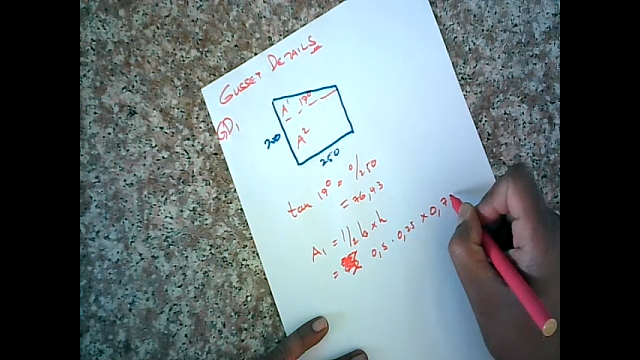 GUSSET DETAILS
GD1
A¹ 19°
A²
200
250
tan 19° = 0/250
= 86,43
A1 = 1/2 b x h
= 0,5 . 0,25 x 0,7